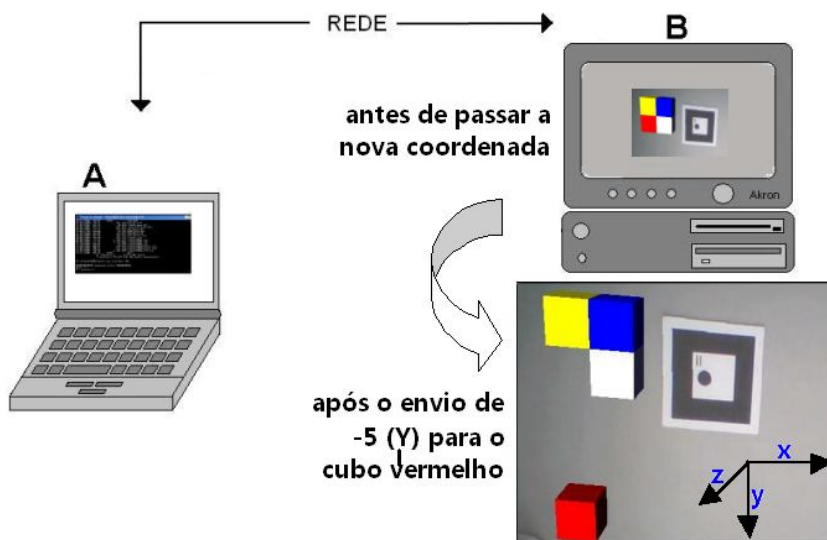 REDE
A
B
antes de passar a
nova coordenada
Akron
após o envio de
-5 (Y) para o
cubo vermelho
x
z
y